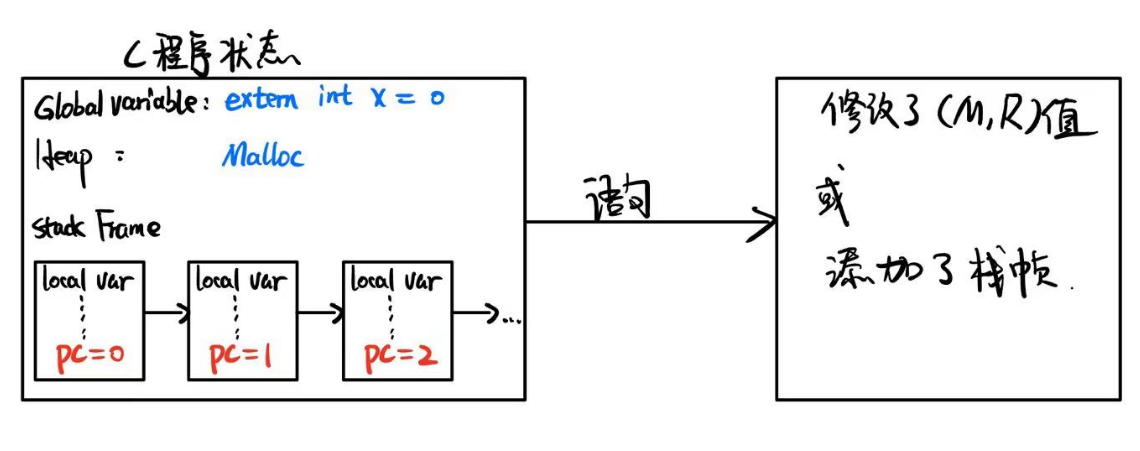 C程序状态
Global variable: extern int x = 0
Heap : Malloc
stack Frame
local var
pc=0
local var
pc=1
local var
pc=2
...
语句
修改了(M,R)值
或
添加了栈帧.